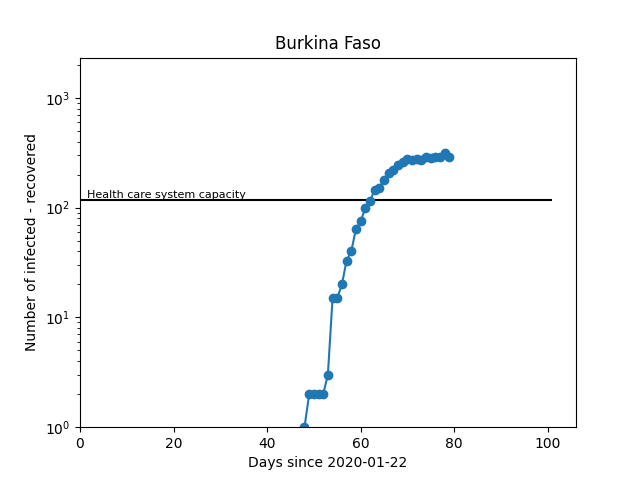 Burkina Faso
Number of infected - recovered
10³
10²
10¹
10⁰
Health care system capacity
0 20 40 60 80 100
Days since 2020-01-22